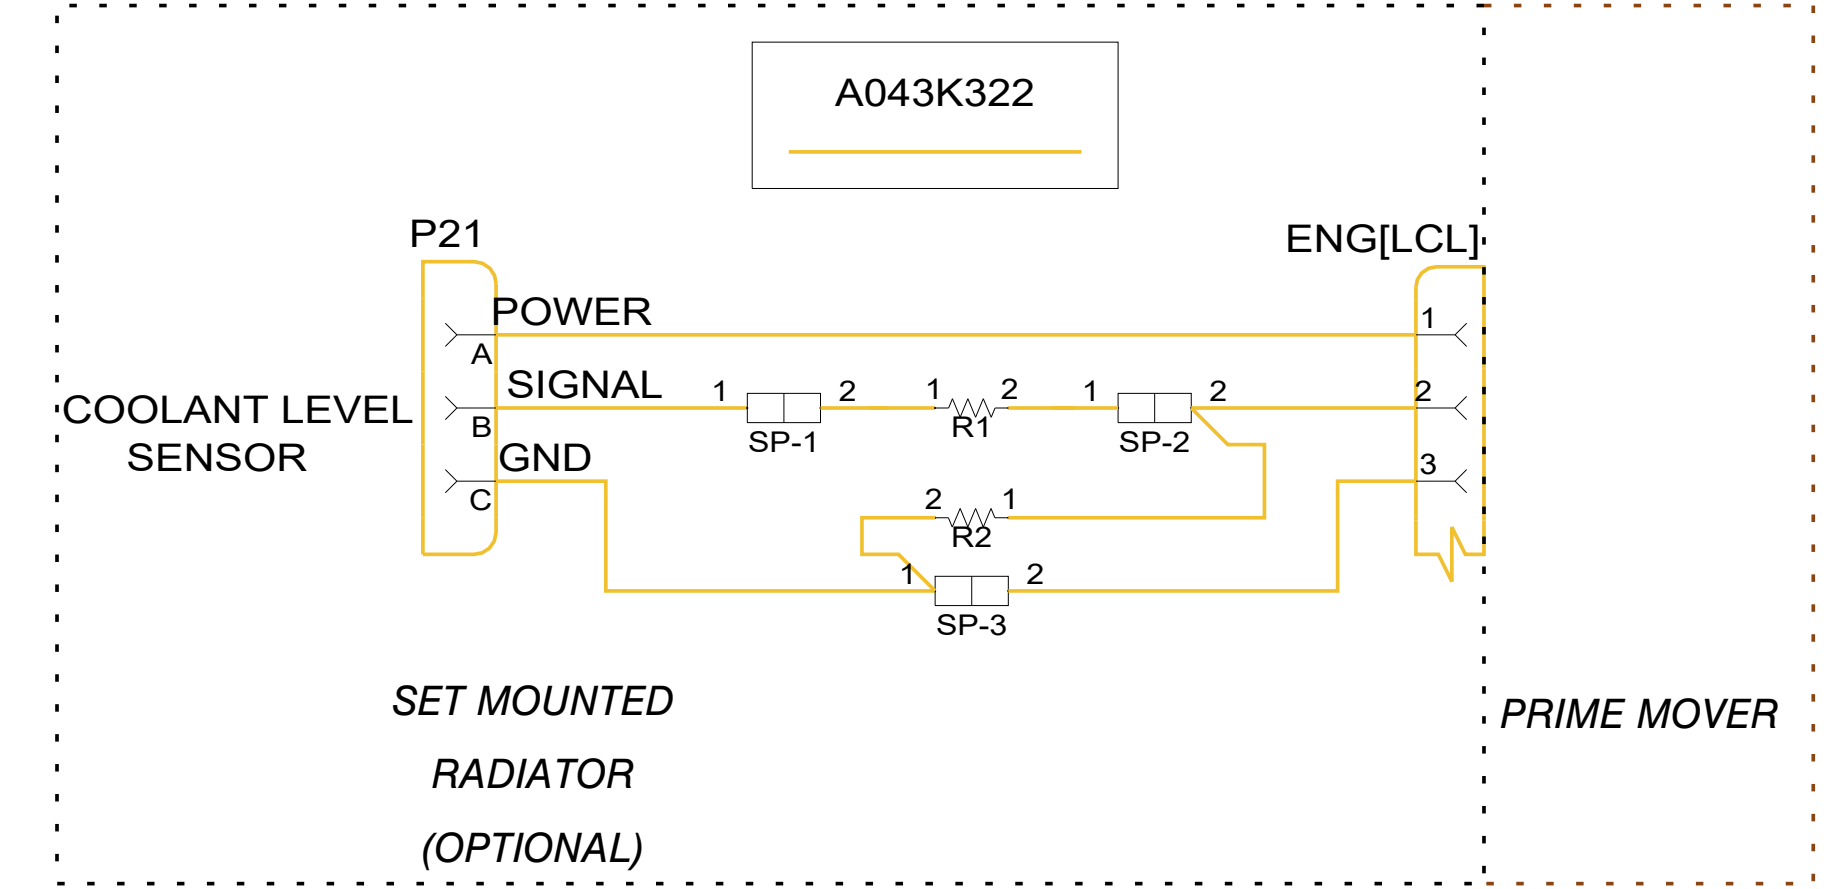 A043K322
P21
ENG[LCL]
POWER
1
A
SIGNAL
1
2
1
2
1
2
2
COOLANT LEVEL
SENSOR
B
SP-1
R1
SP-2
GND
3
C
2
1
R2
1
2
SP-3
SET MOUNTED
RADIATOR
(OPTIONAL)
PRIME MOVER